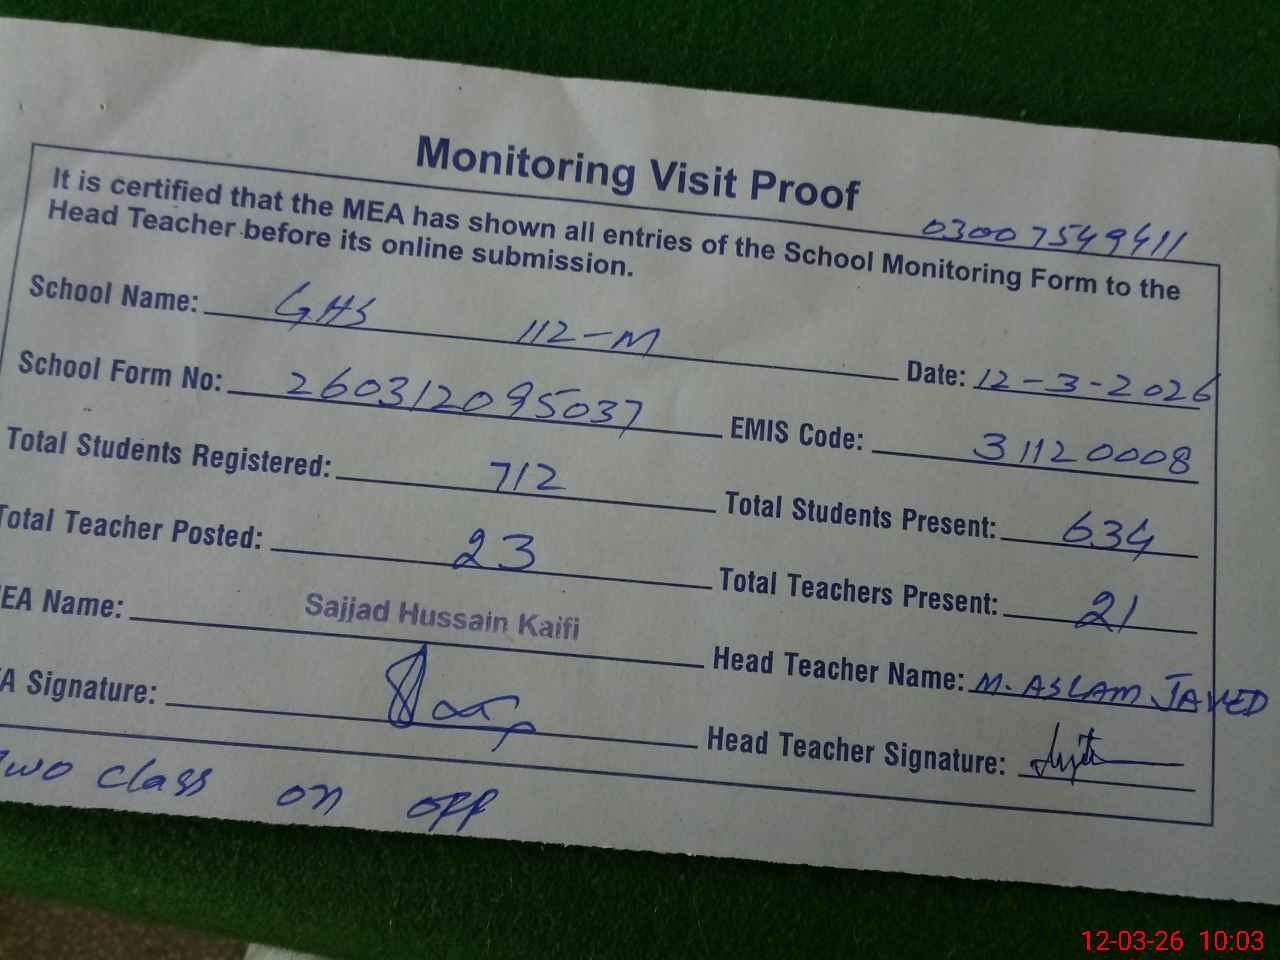 Monitoring Visit Proof
03007549411
It is certified that the MEA has shown all entries of the School Monitoring Form to the
Head Teacher before its online submission.
School Name: GHS 112-M Date: 12-3-2026
School Form No: 260312095037 EMIS Code: 31120008
Total Students Registered: 712 Total Students Present: 634
Total Teacher Posted: 23 Total Teachers Present: 21
EA Name: Sajjad Hussain Kaifi Head Teacher Name: M. ASLAM JAVED
A Signature: Head Teacher Signature:
Two class on off
12-03-26 10:03